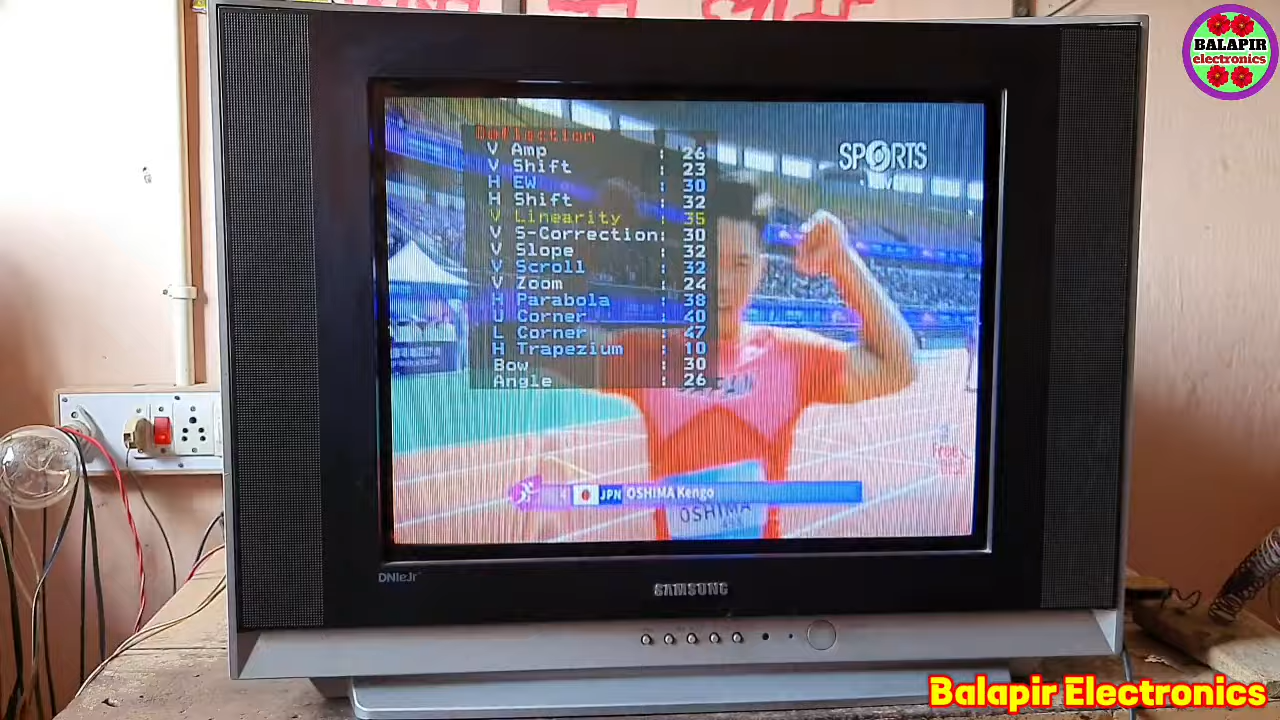 BALAPIR
electronics
Deflection
V Amp : 26
V Shift : 23
H EW : 30
H Shift : 32
V Linearity : 35
V S-Correction: 30
V Slope : 32
V Scroll : 32
V Zoom : 24
H Parabola : 38
U Corner : 40
L Corner : 47
H Trapezium : 10
Bow : 30
Angle : 26
SPORTS
4 JPN OSHIMA Kengo
OSHIMA
DNIeJr
SAMSUNG
Balapir Electronics